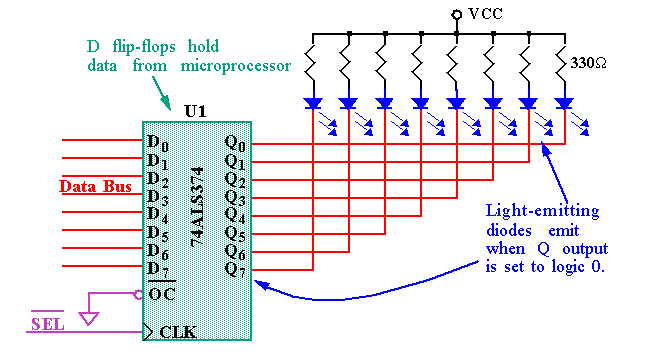 VCC
D flip-flops hold
data from microprocessor
330Ω
U1
D0 Q0
D1 Q1
D2 Q2
Data Bus
D3 Q3
D4 Q4
D5 Q5
D6 Q6
D7 Q7
74ALS374
OC
SEL
CLK
Light-emitting
diodes emit
when Q output
is set to logic 0.